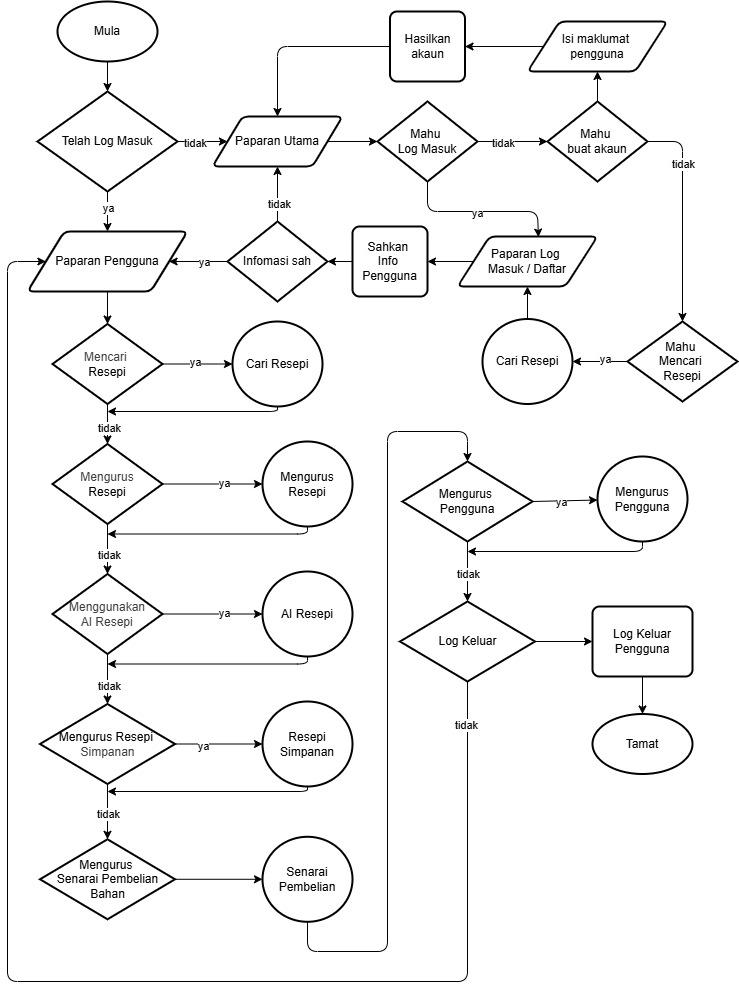 Mula
Hasilkan
akaun
Isi maklumat
pengguna
Telah Log Masuk
tidak
Paparan Utama
Mahu
Log Masuk
tidak
Mahu
buat akaun
tidak
ya
tidak
ya
Paparan Pengguna
ya
Infomasi sah
Sahkan
Info
Pengguna
Paparan Log
Masuk / Daftar
Mencari
Resepi
ya
Cari Resepi
Cari Resepi
ya
Mahu
Mencari
Resepi
tidak
Mengurus
Resepi
ya
Mengurus
Resepi
Mengurus
Pengguna
ya
Mengurus
Pengguna
tidak
tidak
Menggunakan
AI Resepi
ya
AI Resepi
Log Keluar
Log Keluar
Pengguna
tidak
tidak
Mengurus Resepi
Simpanan
ya
Resepi
Simpanan
Tamat
tidak
Mengurus
Senarai Pembelian
Bahan
Senarai
Pembelian